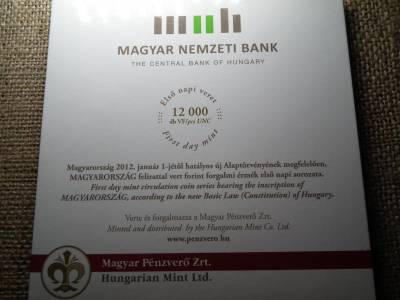 MAGYAR NEMZETI BANK
THE CENTRAL BANK OF HUNGARY
Első napi veret
12 000
db VF/pcs UNC
First day mint
Magyarország 2012. január 1-jétől hatályos új Alaptörvényének megfelelően,
MAGYARORSZÁG felirattal vert forint forgalmi érmék első napi sorozata.
First day mint circulation coin series bearing the inscription of
MAGYARORSZÁG, according to the new Basic Law (Constitution) of Hungary.
Verte és forgalmazza a Magyar Pénzverő Zrt.
Minted and distributed by the Hungarian Mint Co. Ltd.
www.penzvero.hu
Magyar Pénzverő Zrt.
Hungarian Mint Ltd.